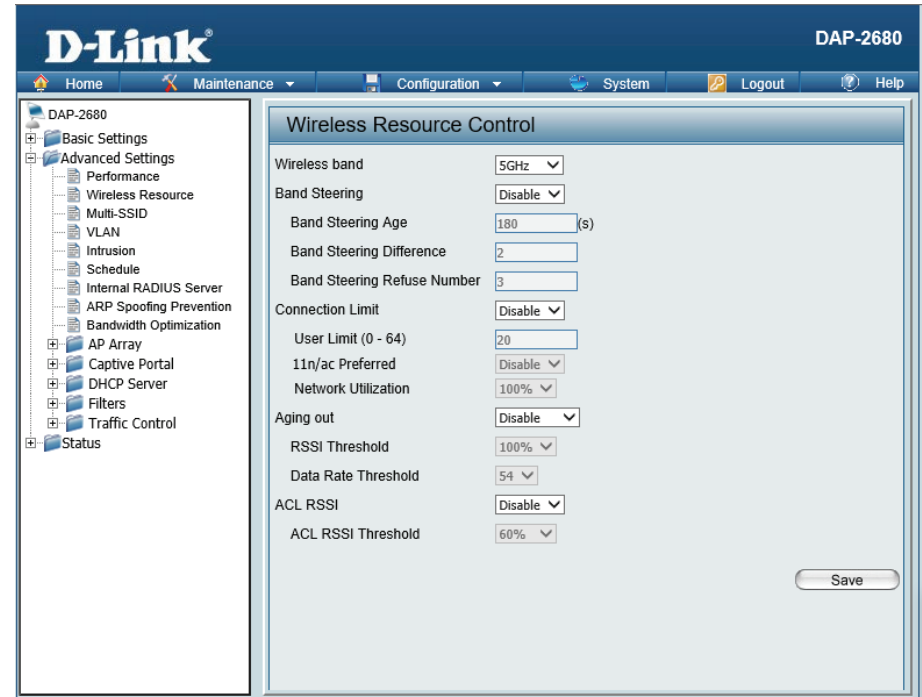 D-Link®
DAP-2680
Home Maintenance Configuration System Logout Help
DAP-2680
Basic Settings
Advanced Settings
Performance
Wireless Resource
Multi-SSID
VLAN
Intrusion
Schedule
Internal RADIUS Server
ARP Spoofing Prevention
Bandwidth Optimization
AP Array
Captive Portal
DHCP Server
Filters
Traffic Control
Status
Wireless Resource Control
Wireless band 5GHz
Band Steering Disable
Band Steering Age 180 (s)
Band Steering Difference 2
Band Steering Refuse Number 3
Connection Limit Disable
User Limit (0 - 64) 20
11n/ac Preferred Disable
Network Utilization 100%
Aging out Disable
RSSI Threshold 100%
Data Rate Threshold 54
ACL RSSI Disable
ACL RSSI Threshold 60%
Save